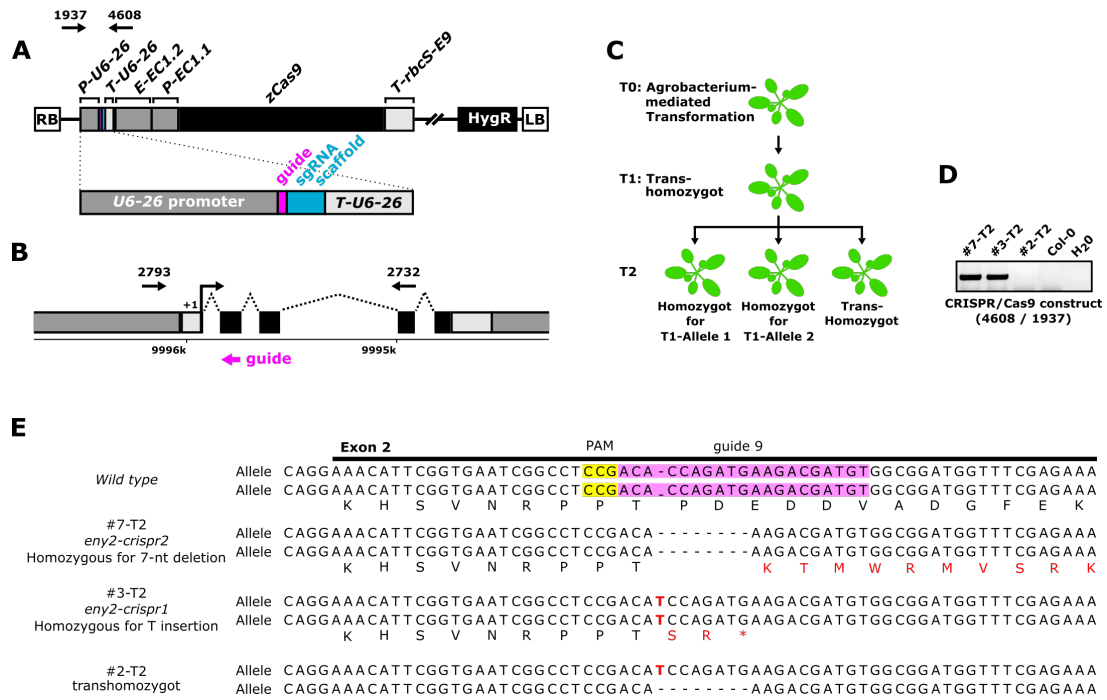 1937 4608
A
P-U6-26
T-U6-26
E-EC1.2
P-EC1.1
zCas9
T-rbcS-E9
RB HygR LB
guide
sgRNA
scaffold
U6-26 promoter T-U6-26
B
2793 2732
+1
9996k 9995k
guide
C
T0: Agrobacterium-
mediated
Transformation
T1: Trans-
homozygot
T2
Homozygot
for
T1-Allele 1
Homozygot
for
T1-Allele 2
Trans-
Homozygot
D
#7-T2
#3-T2
#2-T2
Col-0
H20
CRISPR/Cas9 construct
(4608 / 1937)
E
Exon 2 PAM guide 9
Wild type
Allele CAGGAAACATTCGGTGAATCGGCCTCCGACA-CCAGATGAAGACGATGTGGCGGATGGTTTCGAGAAA
Allele CAGGAAACATTCGGTGAATCGGCCTCCGACA-CCAGATGAAGACGATGTGGCGGATGGTTTCGAGAAA
K H S V N R P P T P D E D D V A D G F E K
#7-T2
eny2-crispr2
Homozygous for 7-nt deletion
Allele CAGGAAACATTCGGTGAATCGGCCTCCGACA--------AAGACGATGTGGCGGATGGTTTCGAGAAA
Allele CAGGAAACATTCGGTGAATCGGCCTCCGACA--------AAGACGATGTGGCGGATGGTTTCGAGAAA
K H S V N R P P T K T M W R M V S R K
#3-T2
eny2-crispr1
Homozygous for T insertion
Allele CAGGAAACATTCGGTGAATCGGCCTCCGACATCCAGATGAAGACGATGTGGCGGATGGTTTCGAGAAA
Allele CAGGAAACATTCGGTGAATCGGCCTCCGACATCCAGATGAAGACGATGTGGCGGATGGTTTCGAGAAA
K H S V N R P P T S R *
#2-T2
transhomozygot
Allele CAGGAAACATTCGGTGAATCGGCCTCCGACATCCAGATGAAGACGATGTGGCGGATGGTTTCGAGAAA
Allele CAGGAAACATTCGGTGAATCGGCCTCCGACA--------AAGACGATGTGGCGGATGGTTTCGAGAAA